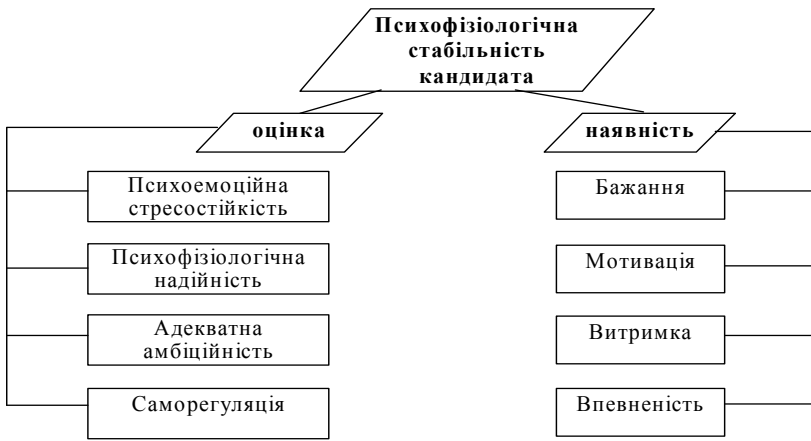 Психофізіологічна
стабільність
кандидата
оцінка
наявність
Психоемоційна
стресостійкість
Психофізіологічна
надійність
Адекватна
амбіційність
Саморегуляція
Бажання
Мотивація
Витримка
Впевненість